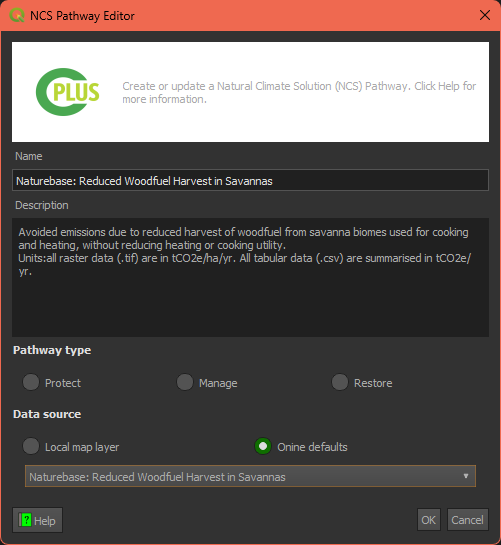 NCS Pathway Editor
CPLUS
Create or update a Natural Climate Solution (NCS) Pathway. Click Help for
more information.
Name
Naturebase: Reduced Woodfuel Harvest in Savannas
Description
Avoided emissions due to reduced harvest of woodfuel from savanna biomes used for cooking
and heating, without reducing heating or cooking utility.
Units:all raster data (.tif) are in tCO2e/ha/yr. All tabular data (.csv) are summarised in tCO2e/
yr.
Pathway type
Protect
Manage
Restore
Data source
Local map layer
Onine defaults
Naturebase: Reduced Woodfuel Harvest in Savannas
? Help
OK
Cancel